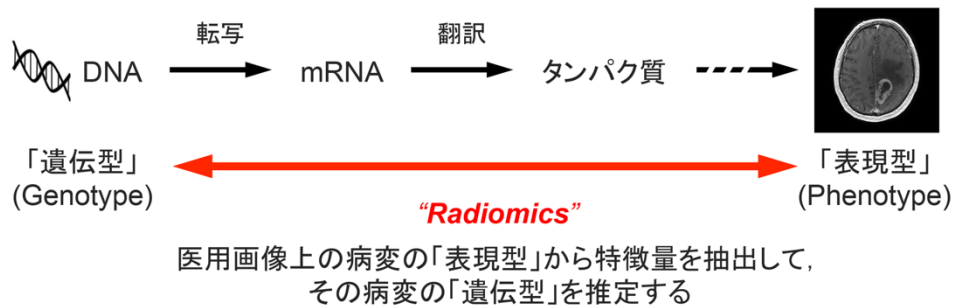 転写
翻訳
DNA
mRNA
タンパク質
「遺伝型」
(Genotype)
「表現型」
(Phenotype)
“Radiomics”
医用画像上の病変の「表現型」から特徴量を抽出して,
その病変の「遺伝型」を推定する